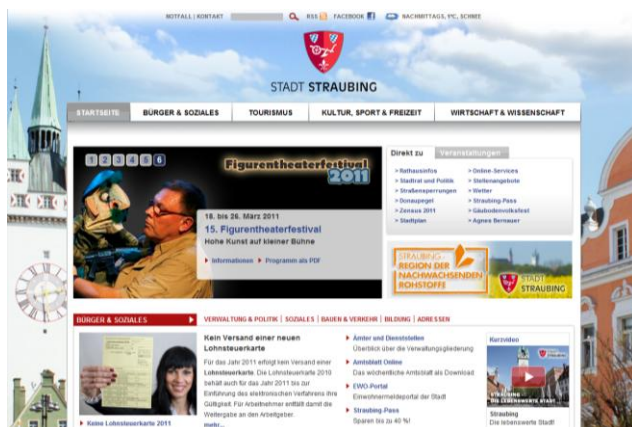 NOTFALL | KONTAKT
RSS
FACEBOOK
NACHMITTAGS, 9°C, SCHNEE
STADT STRAUBING
STARTSEITE
BÜRGER & SOZIALES
TOURISMUS
KULTUR, SPORT & FREIZEIT
WIRTSCHAFT & WISSENSCHAFT
1 2 3 4 5 6
Figurentheaterfestival
2011
18. bis 26. März 2011
15. Figurentheaterfestival
Hohe Kunst auf kleiner Bühne
Informationen
Programm als PDF
Direkt zu
Veranstaltungen
> Rathausinfos
> Stadtrat und Politik
> Straßensperrungen
> Donaupegel
> Zensus 2011
> Stadtplan
> Online-Services
> Stellenangebote
> Wetter
> Straubing-Pass
> Gäubodenvolksfest
> Agnes Bernauer
STRAUBING -
REGION DER
NACHWACHSENDEN
ROHSTOFFE
STADT
STRAUBING
BÜRGER & SOZIALES
VERWALTUNG & POLITIK | SOZIALES | BAUEN & VERKEHR | BILDUNG | ADRESSEN
Keine Lohnsteuerkarte 2011
Kein Versand einer neuen
Lohnsteuerkarte
Für das Jahr 2011 erfolgt kein Versand einer
Lohnsteuerkarte. Die Lohnsteuerkarte 2010
behält auch für das Jahr 2011 bis zur
Einführung des elektronischen Verfahrens ihre
Gültigkeit. Für Arbeitnehmer entfällt damit die
Weitergabe an den Arbeitgeber.
mehr...
Ämter und Dienststellen
Überblick über die Verwaltungsgliederung
Amtsblatt Online
Das wöchentliche Amtsblatt als Download
EWO-Portal
Einwohnermeldeportal der Stadt
Straubing-Pass
Sparen bis zu 40 %!
Kurzvideo
STRAUBING
DIE LEBENSWERTE STADT
Straubing
Die lebenswerte Stadt!